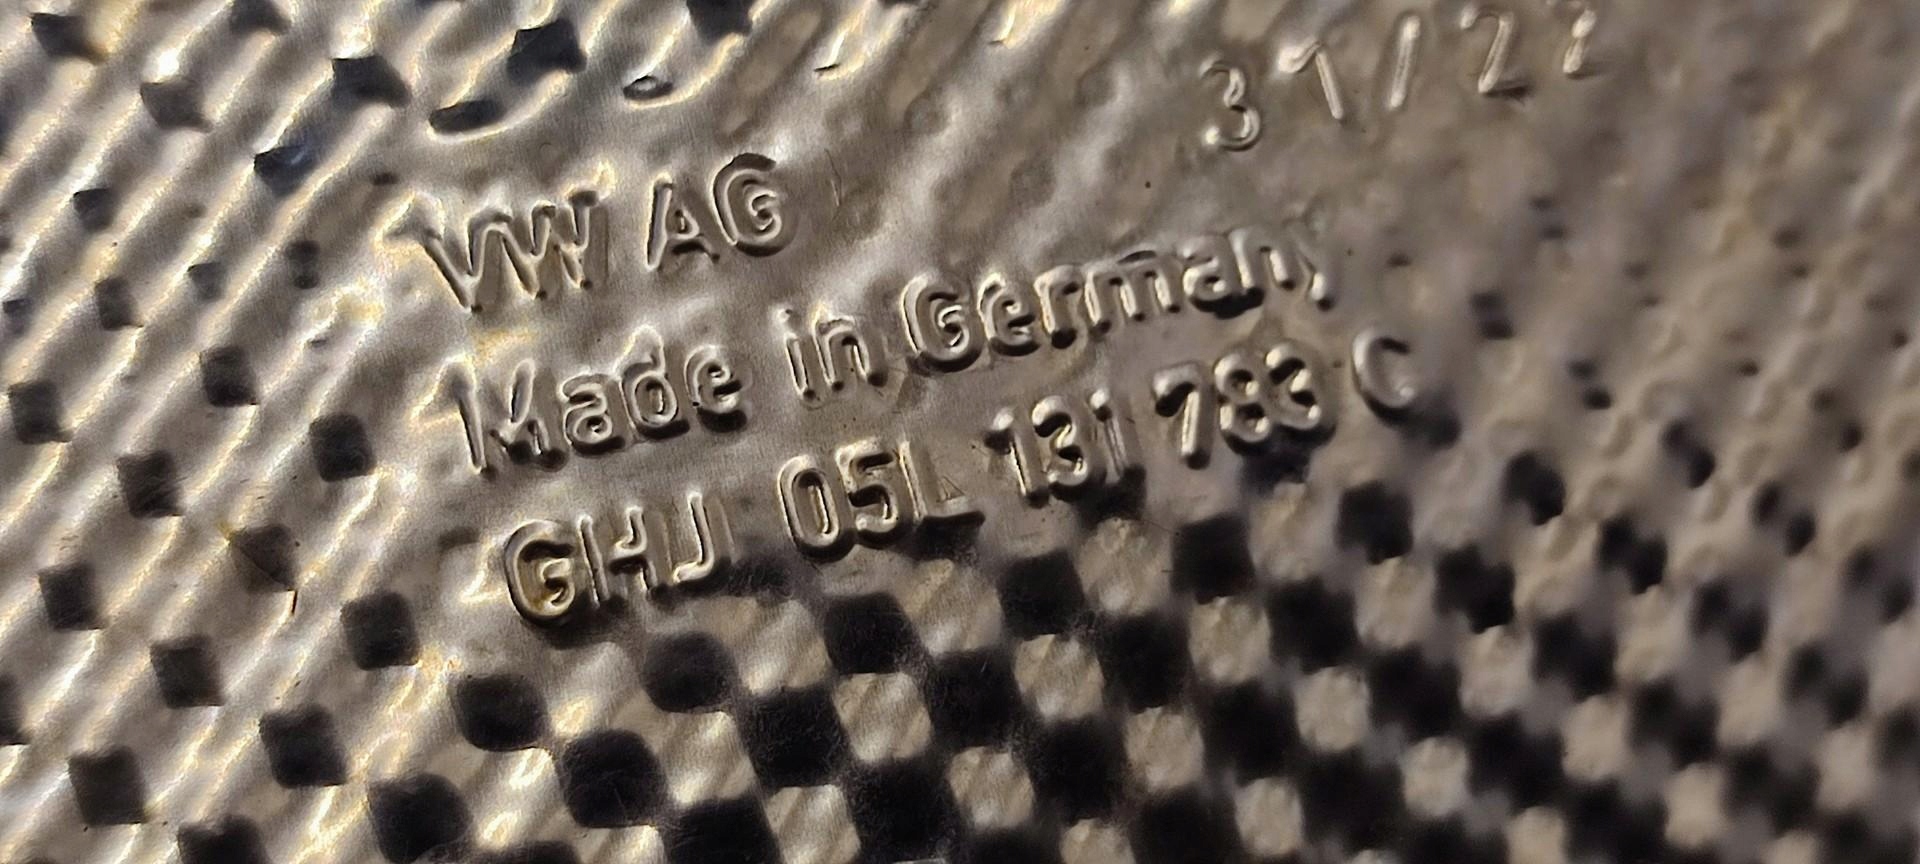 31/22
VW AG
Made in Germany
GHJ 05L 131 783 C